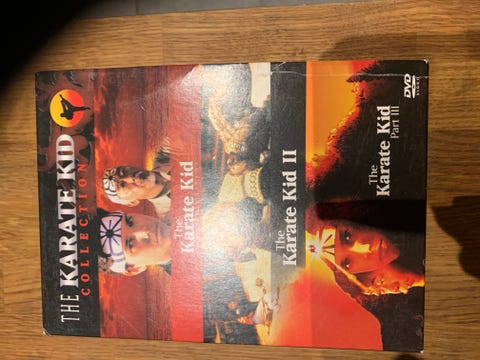 THE KARATE KID
COLLECTION
The
Karate Kid
The
Karate Kid II
The
Karate Kid
Part III
DVD